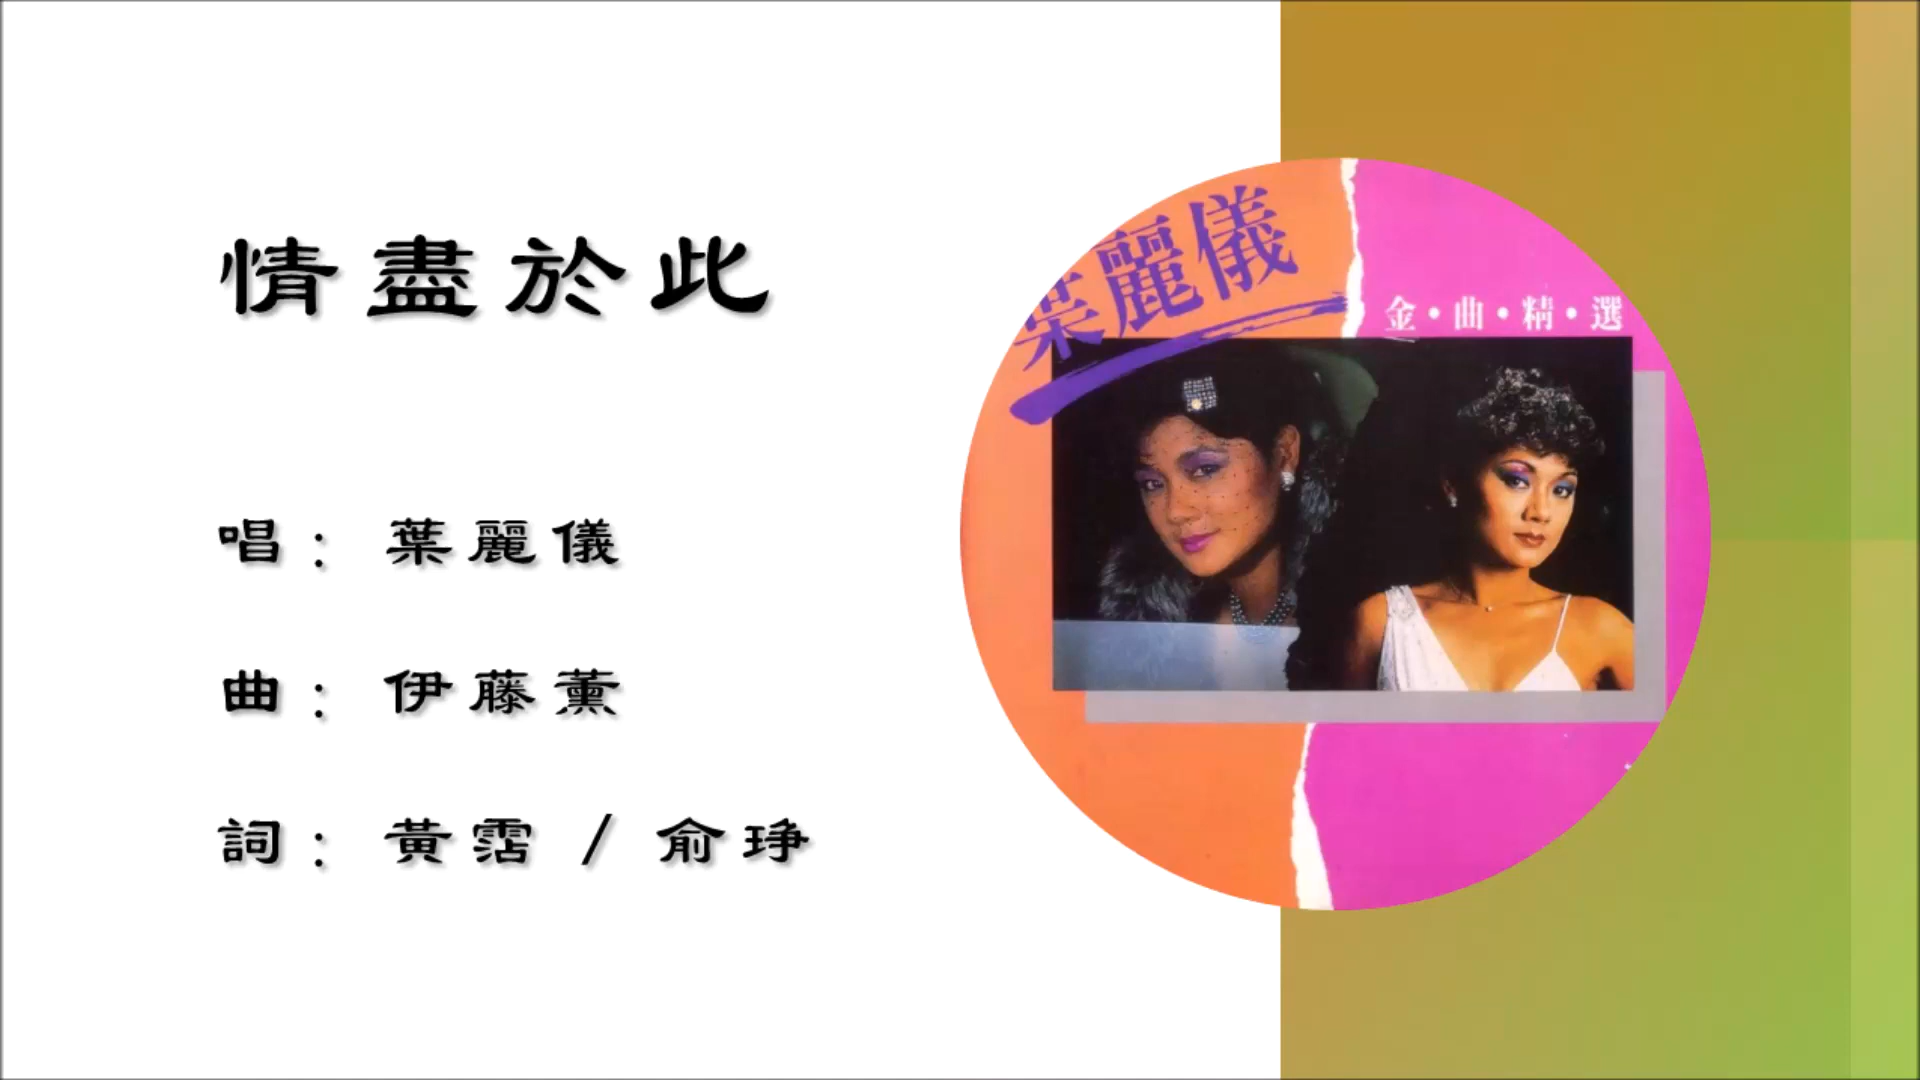 情盡於此
唱：葉麗儀
曲：伊藤薰
詞：黃霑 / 俞琤
葉麗儀
金·曲·精·選